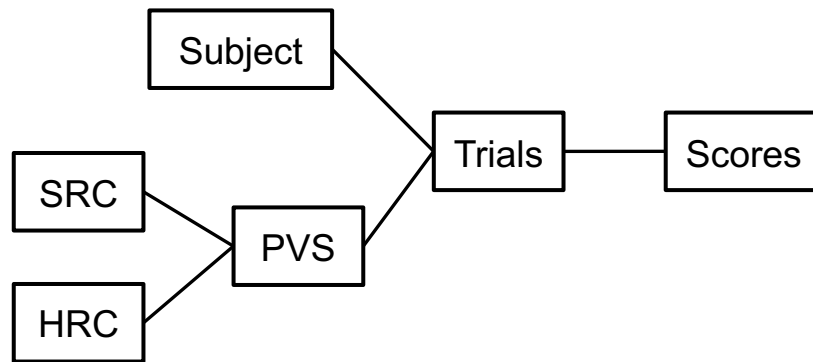 Subject
Trials
Scores
SRC
PVS
HRC